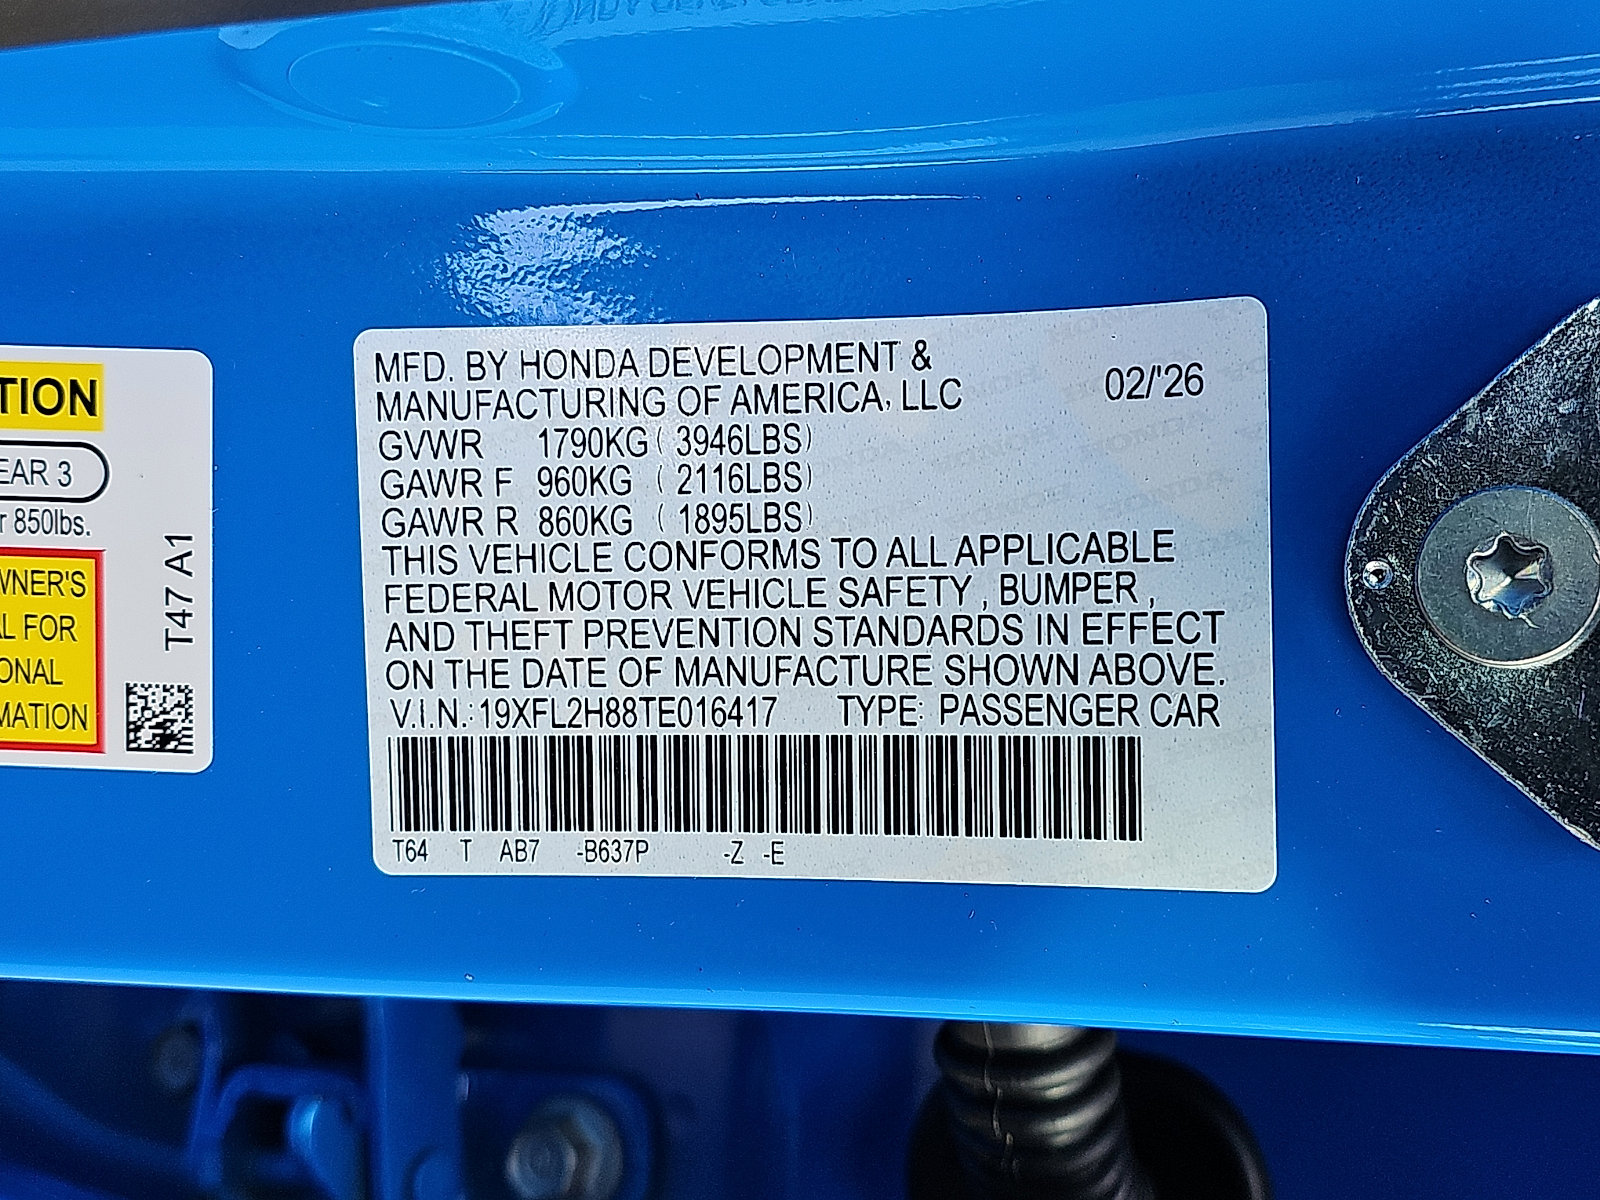 TION
EAR 3
r 850lbs.
WNER'S
AL FOR
ONAL
MATION
T47 A1
MFD. BY HONDA DEVELOPMENT &
MANUFACTURING OF AMERICA, LLC
02/'26
GVWR 1790KG ( 3946LBS)
GAWR F 960KG ( 2116LBS)
GAWR R 860KG ( 1895LBS)
THIS VEHICLE CONFORMS TO ALL APPLICABLE
FEDERAL MOTOR VEHICLE SAFETY , BUMPER ,
AND THEFT PREVENTION STANDARDS IN EFFECT
ON THE DATE OF MANUFACTURE SHOWN ABOVE.
V.I.N.: 19XFL2H88TE016417 TYPE: PASSENGER CAR
T64 T AB7 -B637P -Z -E